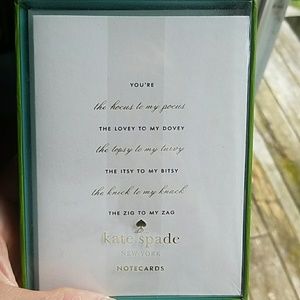 YOU'RE
the hocus to my pocus
THE LOVEY TO MY DOVEY
the topsy to my turvy
THE ITSY TO MY BITSY
the knick to my knack
THE ZIG TO MY ZAG
kate spade
NEW YORK
NOTECARDS